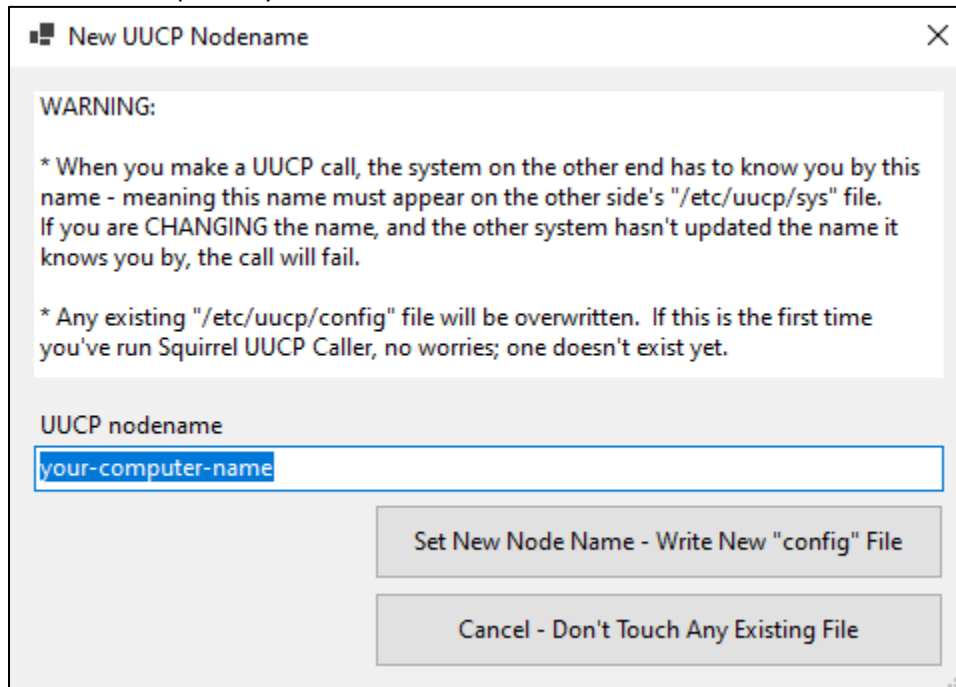 New UUCP Nodename
WARNING:
* When you make a UUCP call, the system on the other end has to know you by this
name - meaning this name must appear on the other side's "/etc/uucp/sys" file.
If you are CHANGING the name, and the other system hasn't updated the name it
knows you by, the call will fail.
* Any existing "/etc/uucp/config" file will be overwritten.  If this is the first time
you've run Squirrel UUCP Caller, no worries; one doesn't exist yet.
UUCP nodename
your-computer-name
Set New Node Name - Write New "config" File
Cancel - Don't Touch Any Existing File